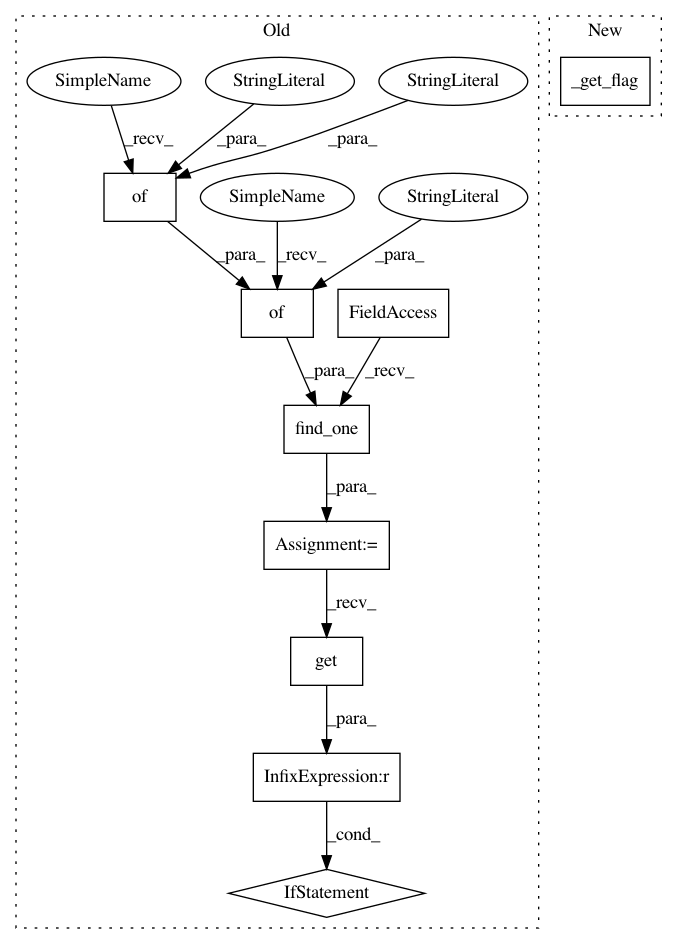 Old
New
SimpleName
StringLiteral
StringLiteral
_get_flag
_recv_
_para_
_para_
of
SimpleName
StringLiteral
_para_
_recv_
_para_
of
FieldAccess
_para_
_recv_
find_one
_para_
Assignment:=
_recv_
get
_para_
InfixExpression:r
_cond_
IfStatement